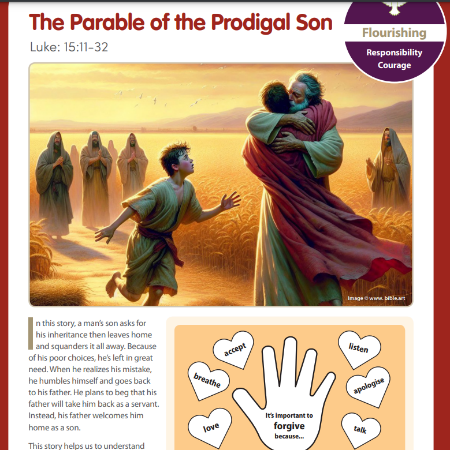 The Parable of the Prodigal Son
Luke: 15:11–32
Flourishing
Responsibility
Courage
Image © www. bible.art
In this story, a man's son asks for
his inheritance then leaves home
and squanders it all away. Because
of his poor choices, he's left in great
need. When he realizes his mistake,
he humbles himself and goes back
to his father. He plans to beg that his
father will take him back as a servant.
Instead, his father welcomes him
home as a son.
This story helps us to understand
accept
breathe
love
It's important to
forgive
because...
listen
apologise
talk